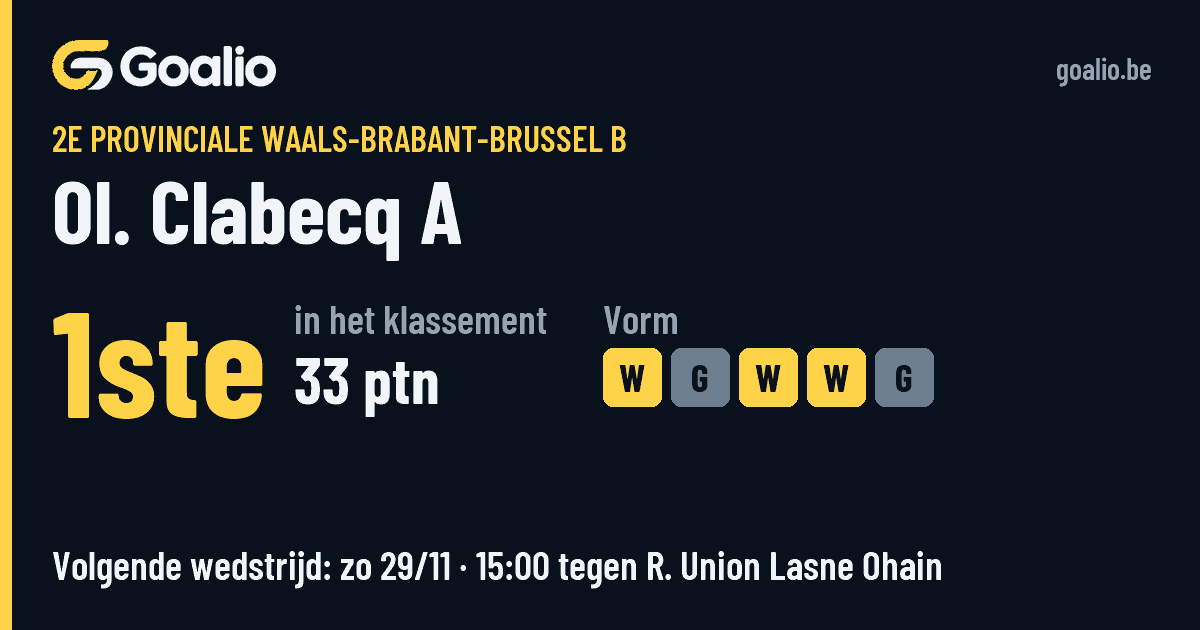 Goalio
goalio.be
2E PROVINCIALE WAALS-BRABANT-BRUSSEL B
Ol. Clabecq A
1ste
in het klassement
33 ptn
Vorm
W G W W G
Volgende wedstrijd: zo 29/11 · 15:00 tegen R. Union Lasne Ohain